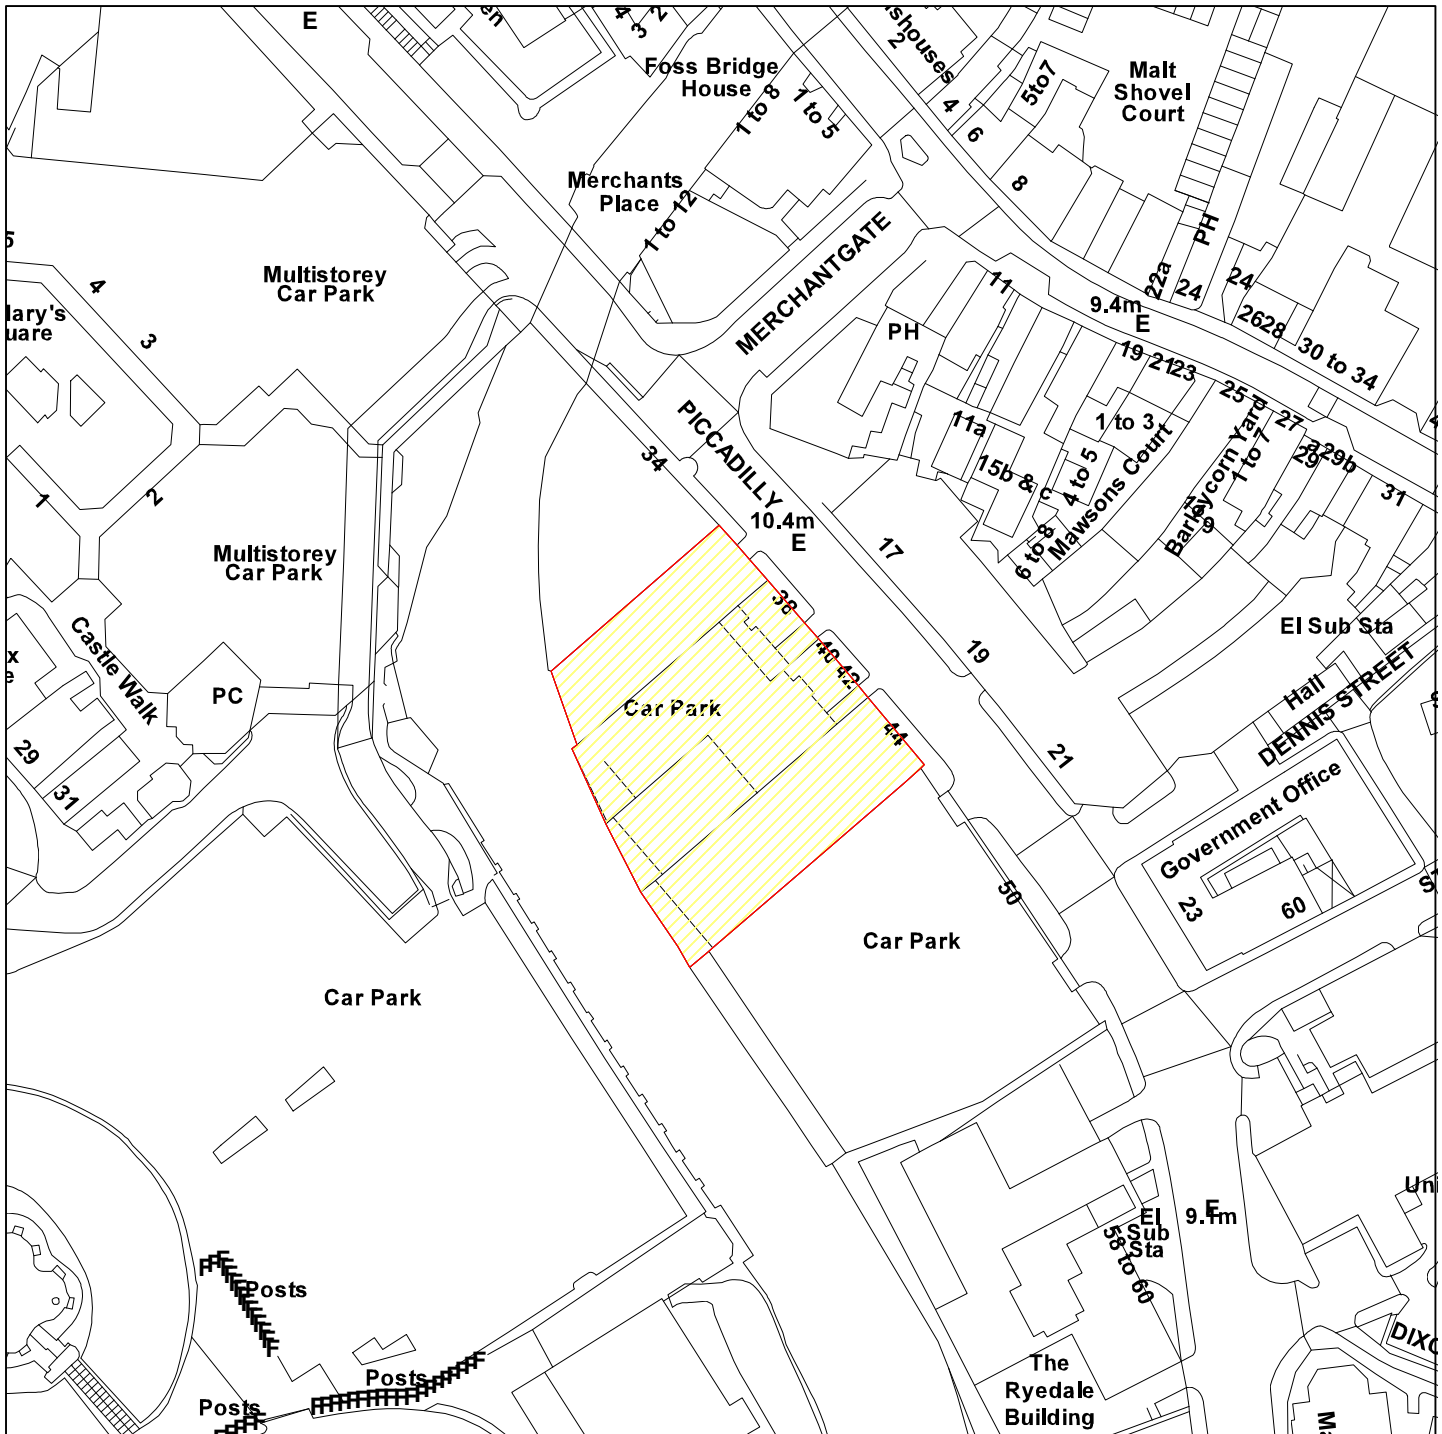 E
4
3
2
Foss Bridge
House
1 to 8
1 to 5
2
4
6
8
5to7
Malt
Shovel
Court
Merchants
Place
1 to 12
MERCHANTGATE
PH
22a
24
24
2628
30 to 34
9.4m
E
4
3
Multistorey
Car Park
PH
11
19
21
23
25
27
29
a29b
31
11a
15b & c
1 to 3
4 to 5
6 to 8
Mawsons Court
Barleycorn Yard
1 to 7
9
PICCADILLY
34
10.4m
E
17
19
21
1
2
Multistorey
Car Park
Castle Walk
PC
29
31
38
40
42
44
Car Park
El Sub Sta
Hall
DENNIS STREET
Government Office
23
60
50
Car Park
Car Park
El
Sub
Sta
9.1m
E
58 to 60
Posts
Posts
Posts
The
Ryedale
Building